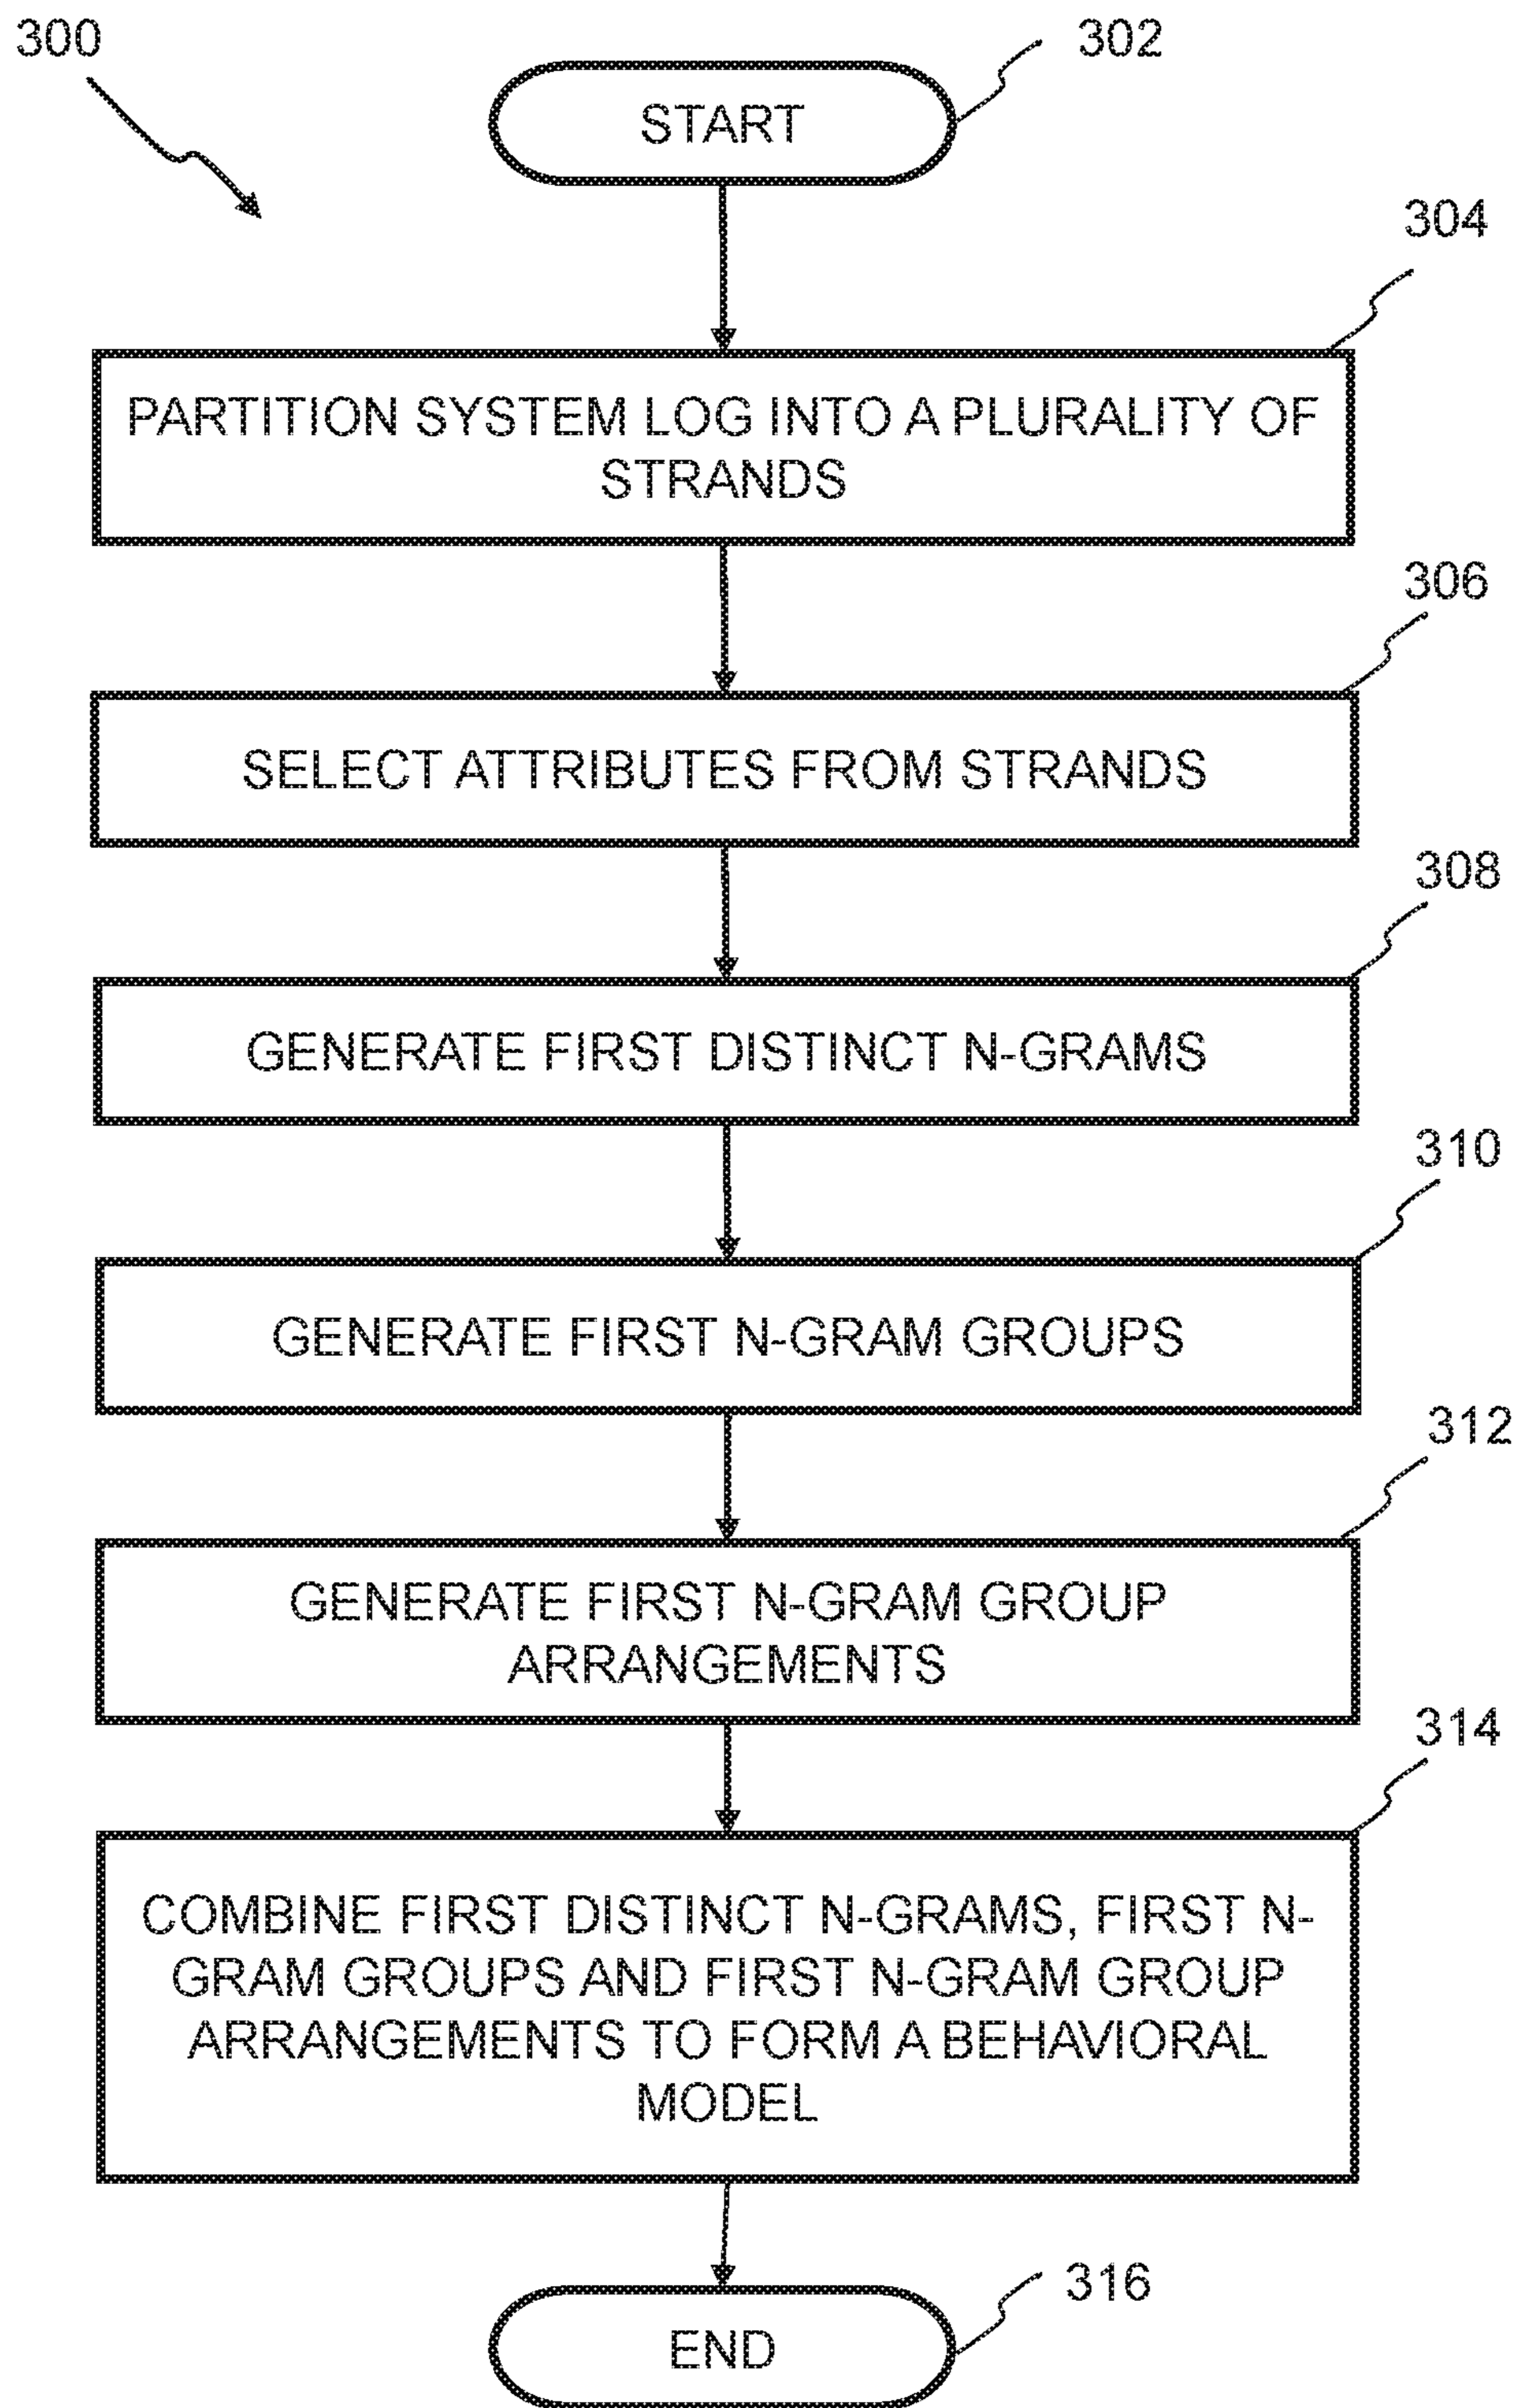 300
302
START
304
PARTITION SYSTEM LOG INTO A PLURALITY OF
STRANDS
306
SELECT ATTRIBUTES FROM STRANDS
308
GENERATE FIRST DISTINCT N-GRAMS
310
GENERATE FIRST N-GRAM GROUPS
312
GENERATE FIRST N-GRAM GROUP
ARRANGEMENTS
314
COMBINE FIRST DISTINCT N-GRAMS, FIRST N-
GRAM GROUPS AND FIRST N-GRAM GROUP
ARRANGEMENTS TO FORM A BEHAVIORAL
MODEL
316
END